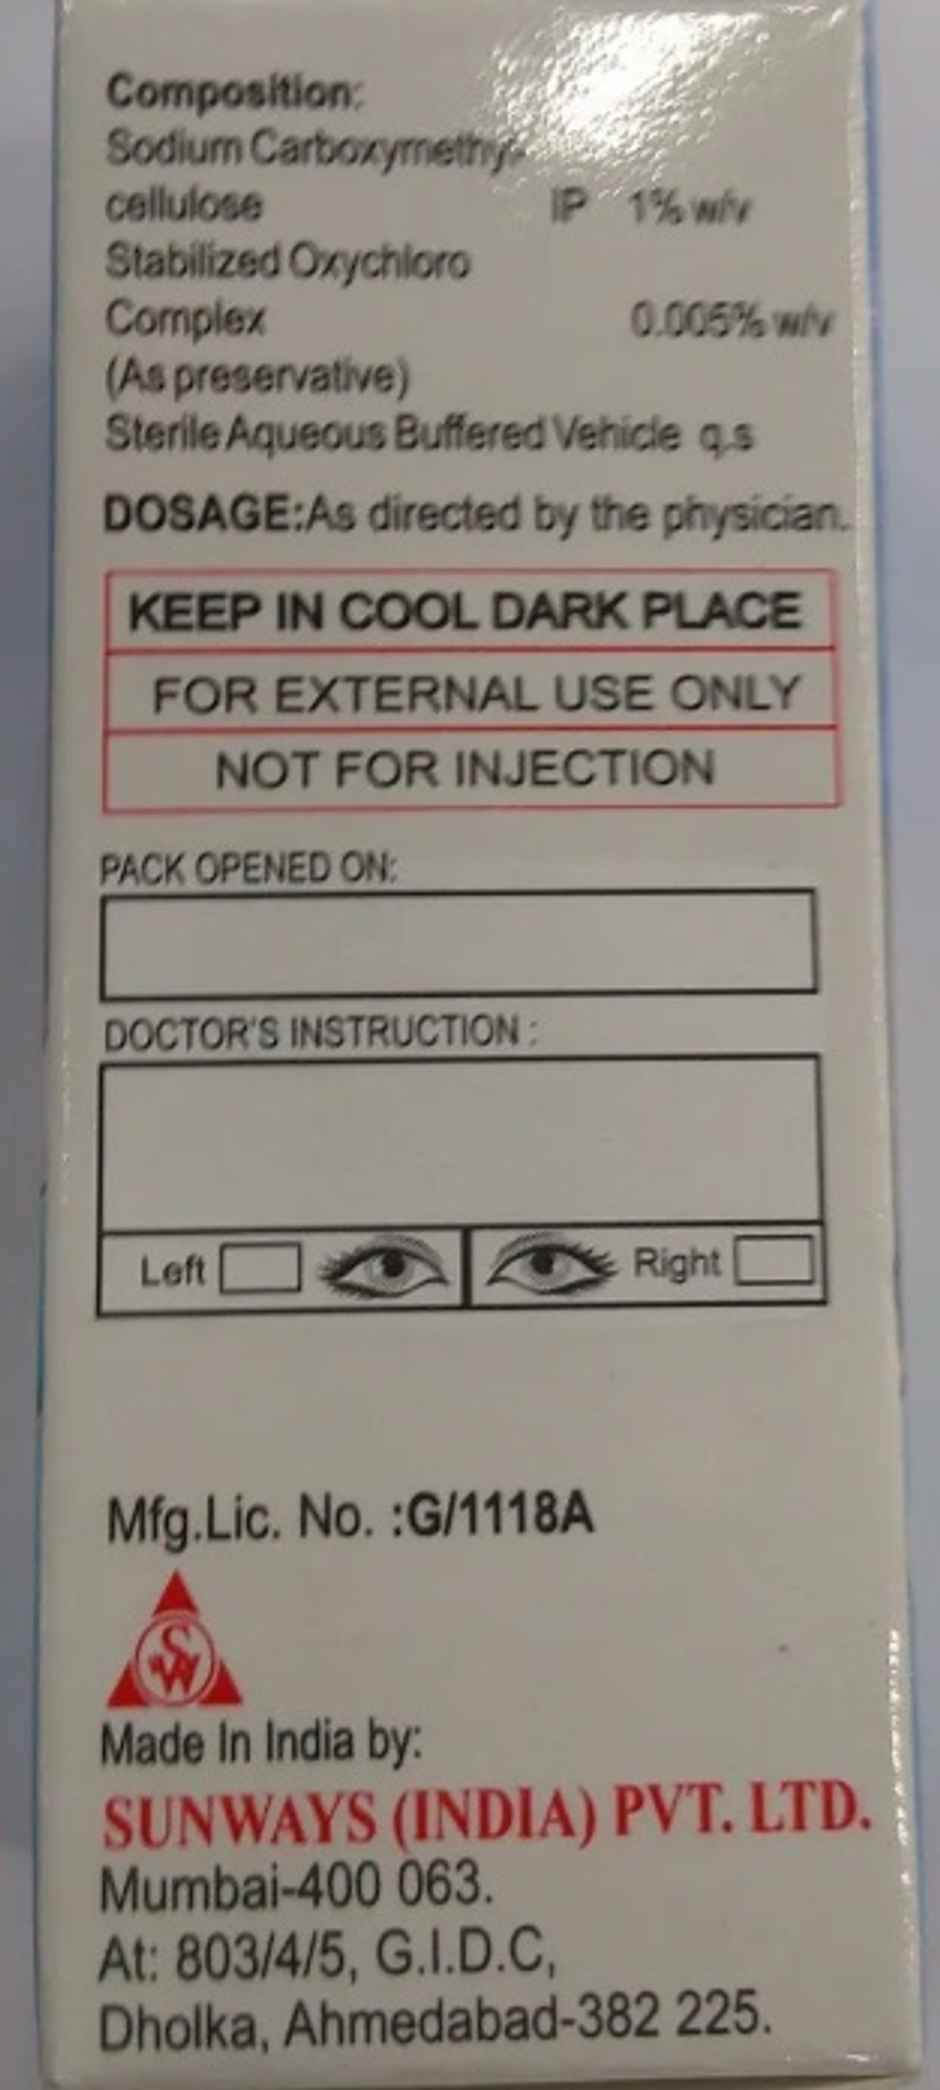 Composition:
Sodium Carboxymethyl-
cellulose IP 1% w/v
Stabilized Oxychloro
Complex 0.005% w/v
(As preservative)
Sterile Aqueous Buffered Vehicle q.s
DOSAGE:As directed by the physician.
KEEP IN COOL DARK PLACE
FOR EXTERNAL USE ONLY
NOT FOR INJECTION
PACK OPENED ON:
DOCTOR'S INSTRUCTION :
Left Right
Mfg.Lic. No. :G/1118A
SW
Made In India by:
SUNWAYS (INDIA) PVT. LTD.
Mumbai-400 063.
At: 803/4/5, G.I.D.C,
Dholka, Ahmedabad-382 225.